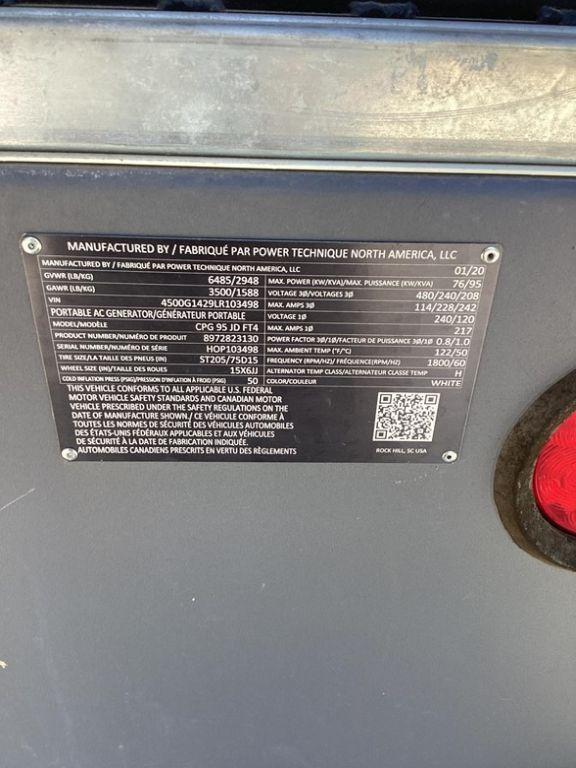 MANUFACTURED BY / FABRIQUÉ PAR POWER TECHNIQUE NORTH AMERICA, LLC
MANUFACTURED BY / FABRIQUÉ PAR POWER TECHNIQUE NORTH AMERICA, LLC 01/20
GVWR (LB/KG) 6485/2948
GAWR (LB/KG) 3500/1588
VIN 4500G1429LR103498
PORTABLE AC GENERATOR/GÉNÉRATEUR PORTABLE
MODEL/MODÈLE CPG 95 JD FT4
PRODUCT NUMBER/NUMÉRO DE PRODUIT 8972823130
SERIAL NUMBER/NUMÉRO DE SÉRIE HOP103498
TIRE SIZE/LA TAILLE DES PNEUS (IN) ST205/75D15
WHEEL SIZE (IN)/TAILLE DES ROUES 15X6JJ
COLD INFLATION PRESS (PSIG)/PRESSION D'INFLATION À FROID (PSIG) 50
MAX. POWER (KW/KVA)/MAX. PUISSANCE (KW/KVA) 76/95
VOLTAGE 3Ø/VOLTAGES 3Ø 480/240/208
MAX. AMPS 3Ø 114/228/242
VOLTAGE 1Ø 240/120
MAX. AMPS 1Ø 217
POWER FACTOR 3Ø/1Ø/FACTEUR DE PUISSANCE 3Ø/1Ø 0.8/1.0
MAX. AMBIENT TEMP (°F/°C) 122/50
FREQUENCY (RPM/HZ)/ FRÉQUENCE(RPM/HZ) 1800/60
ALTERNATOR TEMP CLASS/ALTERNATEUR CLASSE TEMP H
COLOR/COULEUR WHITE
THIS VEHICLE CONFORMS TO ALL APPLICABLE U.S. FEDERAL
MOTOR VEHICLE SAFETY STANDARDS AND CANADIAN MOTOR
VEHICLE PRESCRIBED UNDER THE SAFETY REGULATIONS ON THE
DATE OF MANUFACTURE SHOWN./ CE VÉHICULE CONFORME À
TOUTES LES NORMES DE SÉCURITÉ DES VÉHICULES AUTOMOBILES
DES ÉTATS-UNIS FÉDÉRAUX APPLICABLES ET AUX VÉHICULES
DE SÉCURITÉ À LA DATE DE FABRICATION INDIQUÉE.
AUTOMOBILES CANADIENS PRESCRITS EN VERTU DES RÈGLEMENTS
ROCK HILL, SC USA